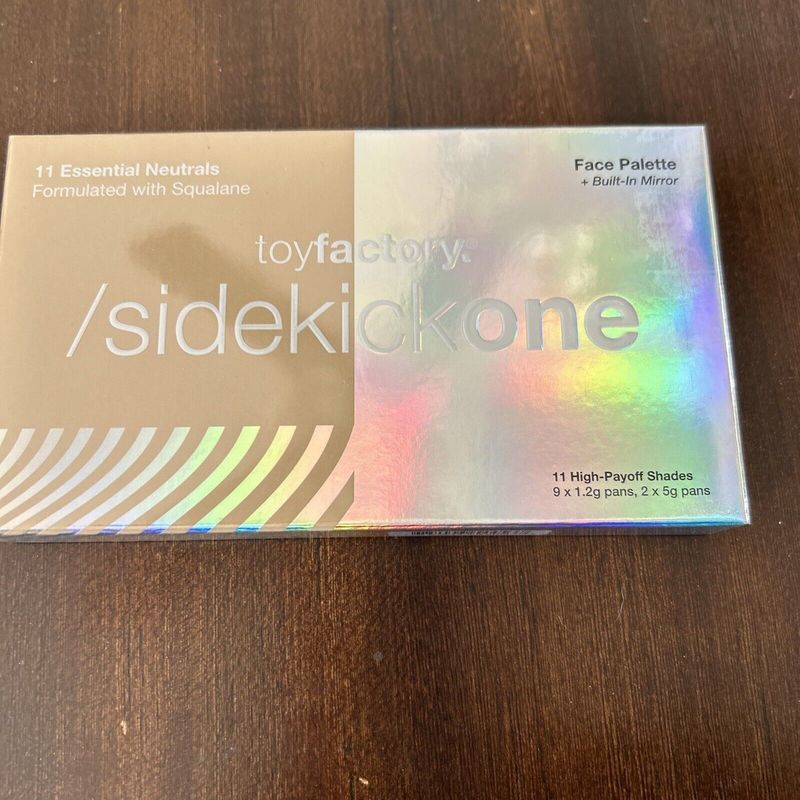 11 Essential Neutrals
Formulated with Squalane
Face Palette
+ Built-In Mirror
toyfactory.®
/sidekickone
11 High-Payoff Shades
9 x 1.2g pans, 2 x 5g pans